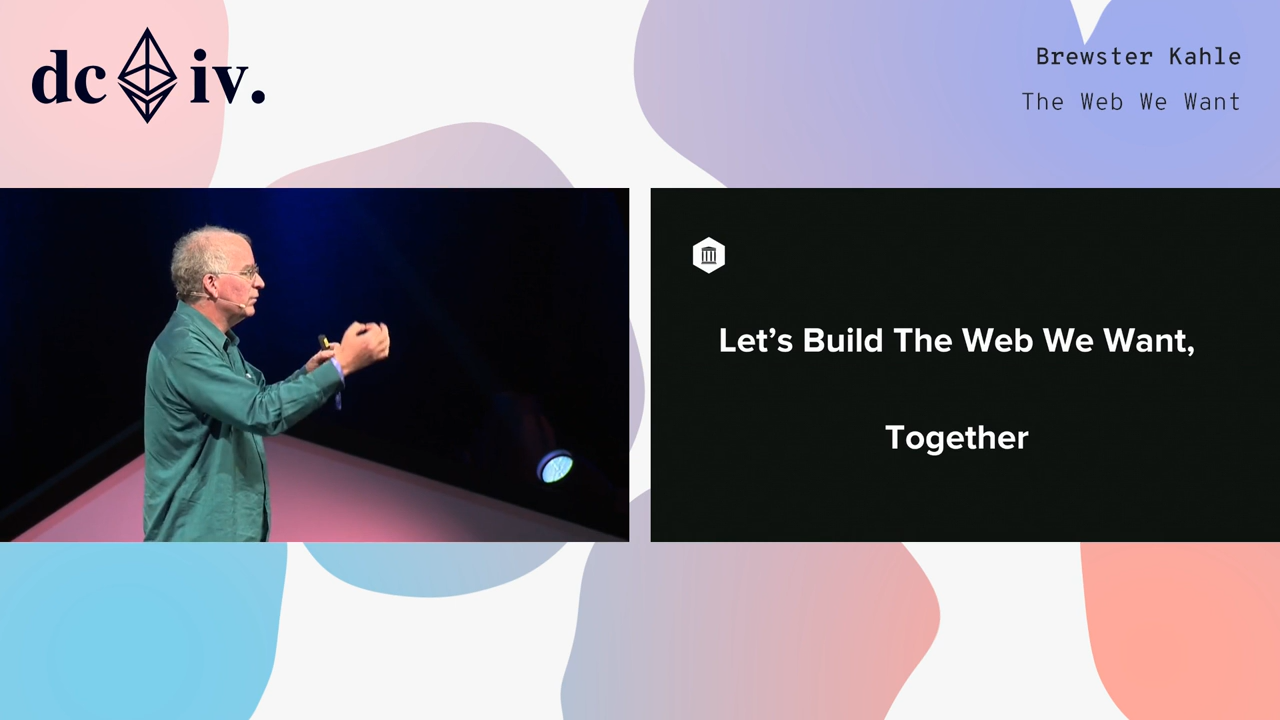 dc iv.
Brewster Kahle
The Web We Want
Let's Build The Web We Want,
Together